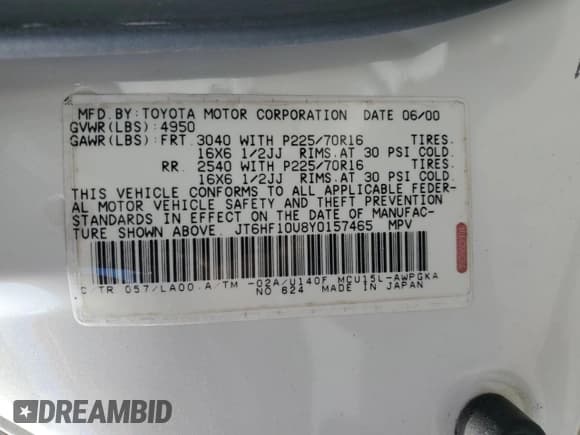 MFD.BY:TOYOTA MOTOR CORPORATION DATE 06/00
GVWR(LBS):4950
GAWR(LBS):FRT. 3040 WITH P225/70R16 TIRES.
16X6 1/2JJ RIMS.AT 30 PSI COLD.
RR. 2540 WITH P225/70R16 TIRES.
16X6 1/2JJ RIMS.AT 30 PSI COLD.
THIS VEHICLE CONFORMS TO ALL APPLICABLE FEDER-
AL MOTOR VEHICLE SAFETY AND THEFT PREVENTION
STANDARDS IN EFFECT ON THE DATE OF MANUFAC-
TURE SHOWN ABOVE. JT6HF10U8Y0157465 MPV
C/TR 057/LA00.A/TM -02A/U140F MCU15L-AWPGKA
NO 624 MADE IN JAPAN
DREAMBID